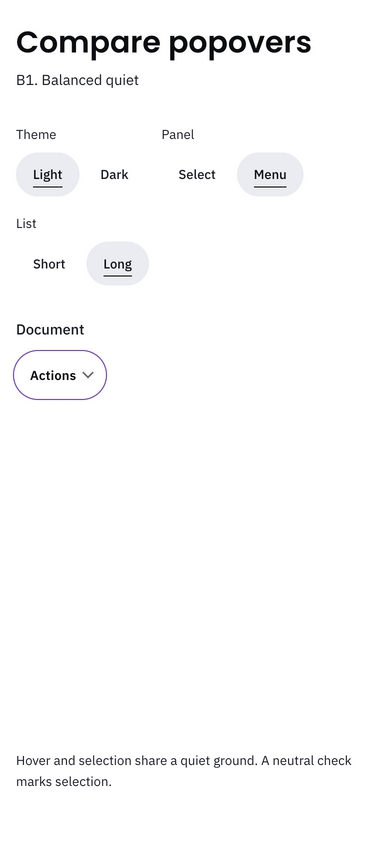 Compare popovers
B1. Balanced quiet
Theme
Panel
Light
Dark
Select
Menu
List
Short
Long
Document
Actions
Hover and selection share a quiet ground. A neutral check
marks selection.